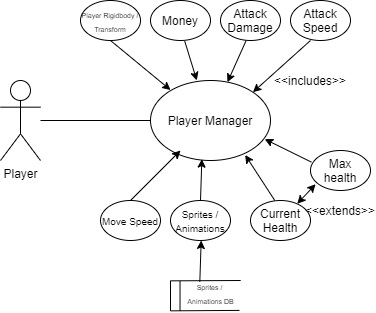 Player Rigidbody /
Transform
Money
Attack
Damage
Attack
Speed
<<includes>>
Player Manager
Player
Max
health
Move Speed
Sprites /
Animations
Current
Health
<<extends>>
Sprites /
Animations DB